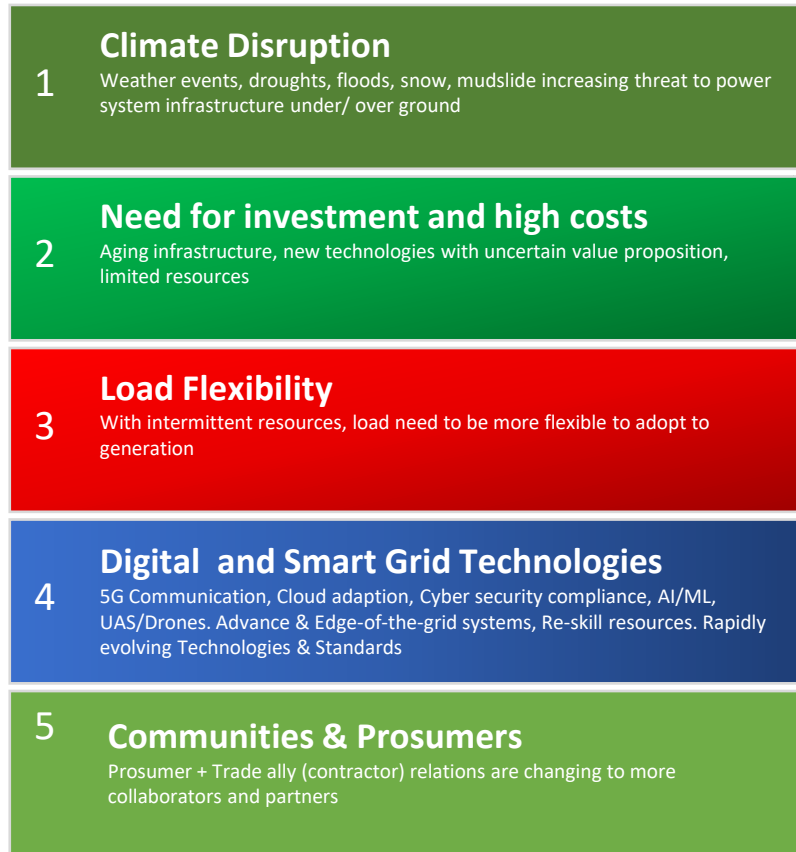 Climate Disruption
1
Weather events, droughts, floods, snow, mudslide increasing threat to power
system infrastructure under/ over ground
Need for investment and high costs
2
Aging infrastructure, new technologies with uncertain value proposition,
limited resources
Load Flexibility
3
With intermittent resources, load need to be more flexible to adopt to
generation
Digital  and Smart Grid Technologies
4
5G Communication, Cloud adaption, Cyber security compliance, AI/ML,
UAS/Drones. Advance & Edge-of-the-grid systems, Re-skill resources. Rapidly
evolving Technologies & Standards
5
Communities & Prosumers
Prosumer + Trade ally (contractor) relations are changing to more
collaborators and partners